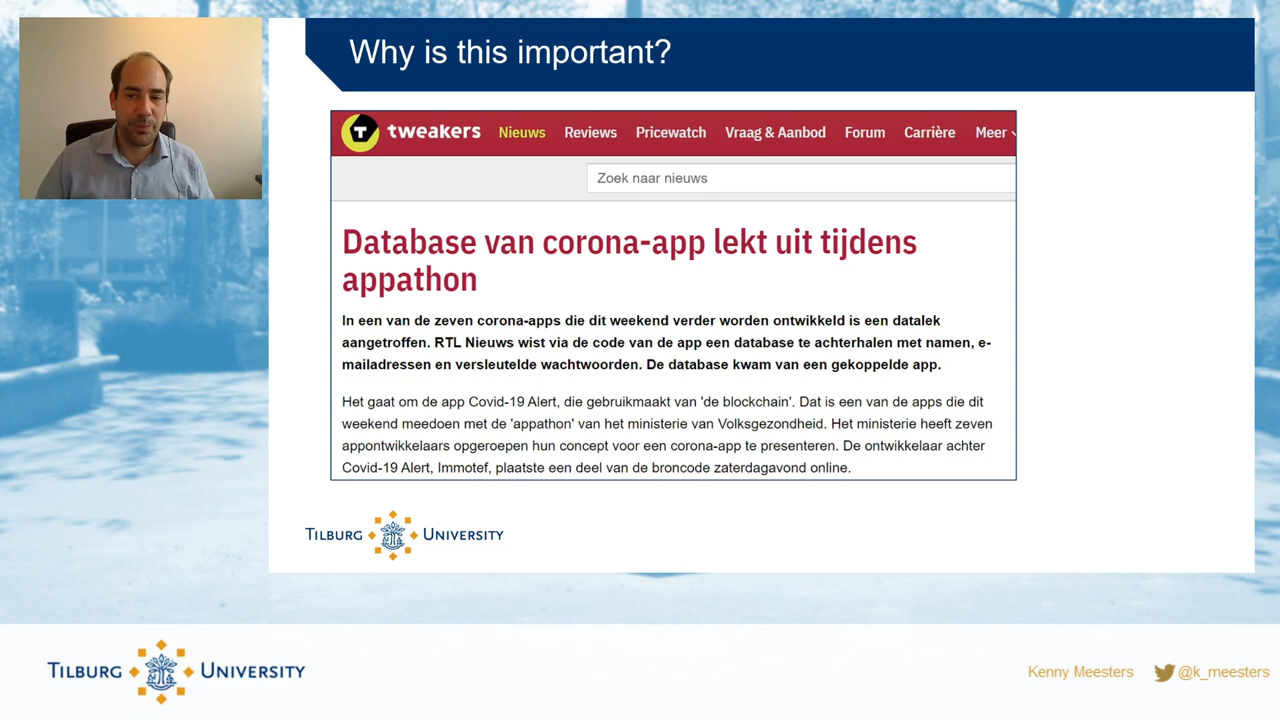 Why is this important?
tweakers Nieuws Reviews Pricewatch Vraag & Aanbod Forum Carrière Meer
Zoek naar nieuws
Database van corona-app lekt uit tijdens
appathon
In een van de zeven corona-apps die dit weekend verder worden ontwikkeld is een datalek
aangetroffen. RTL Nieuws wist via de code van de app een database te achterhalen met namen, e-
mailadressen en versleutelde wachtwoorden. De database kwam van een gekoppelde app.
Het gaat om de app Covid-19 Alert, die gebruikmaakt van 'de blockchain'. Dat is een van de apps die dit
weekend meedoen met de 'appathon' van het ministerie van Volksgezondheid. Het ministerie heeft zeven
appontwikkelaars opgeroepen hun concept voor een corona-app te presenteren. De ontwikkelaar achter
Covid-19 Alert, Immotef, plaatste een deel van de broncode zaterdagavond online.
TILBURG UNIVERSITY
TILBURG UNIVERSITY
Kenny Meesters @k_meesters